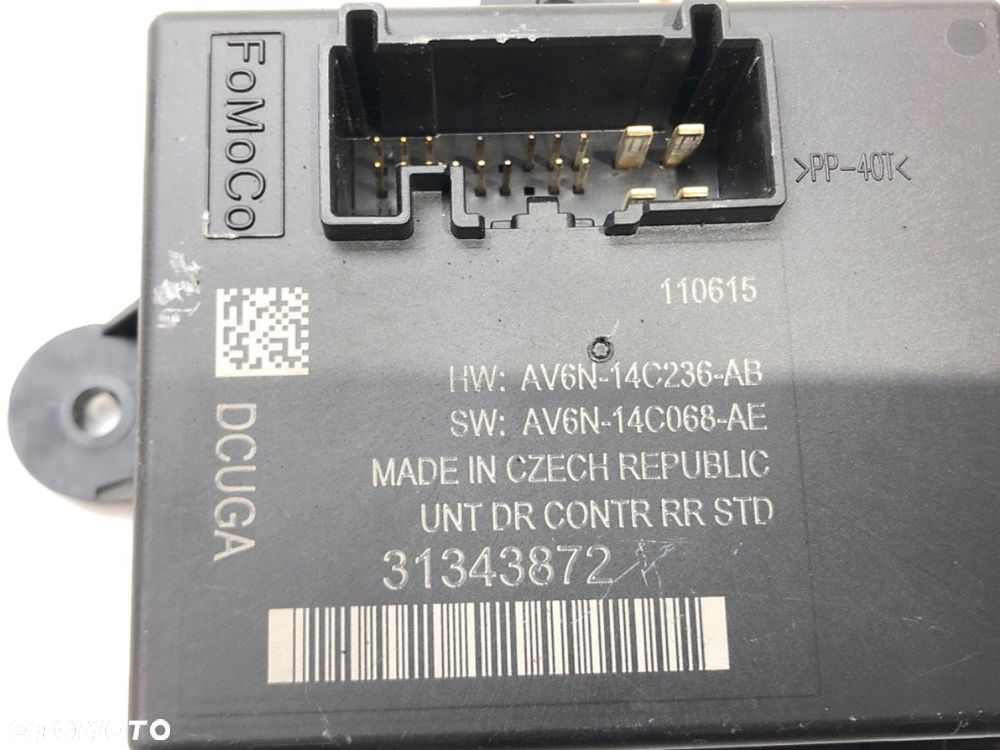 FoMoCo
>PP-40T<
110615
HW: AV6N-14C236-AB
SW: AV6N-14C068-AE
MADE IN CZECH REPUBLIC
UNT DR CONTR RR STD
31343872
DCUGA
OTOMOTO